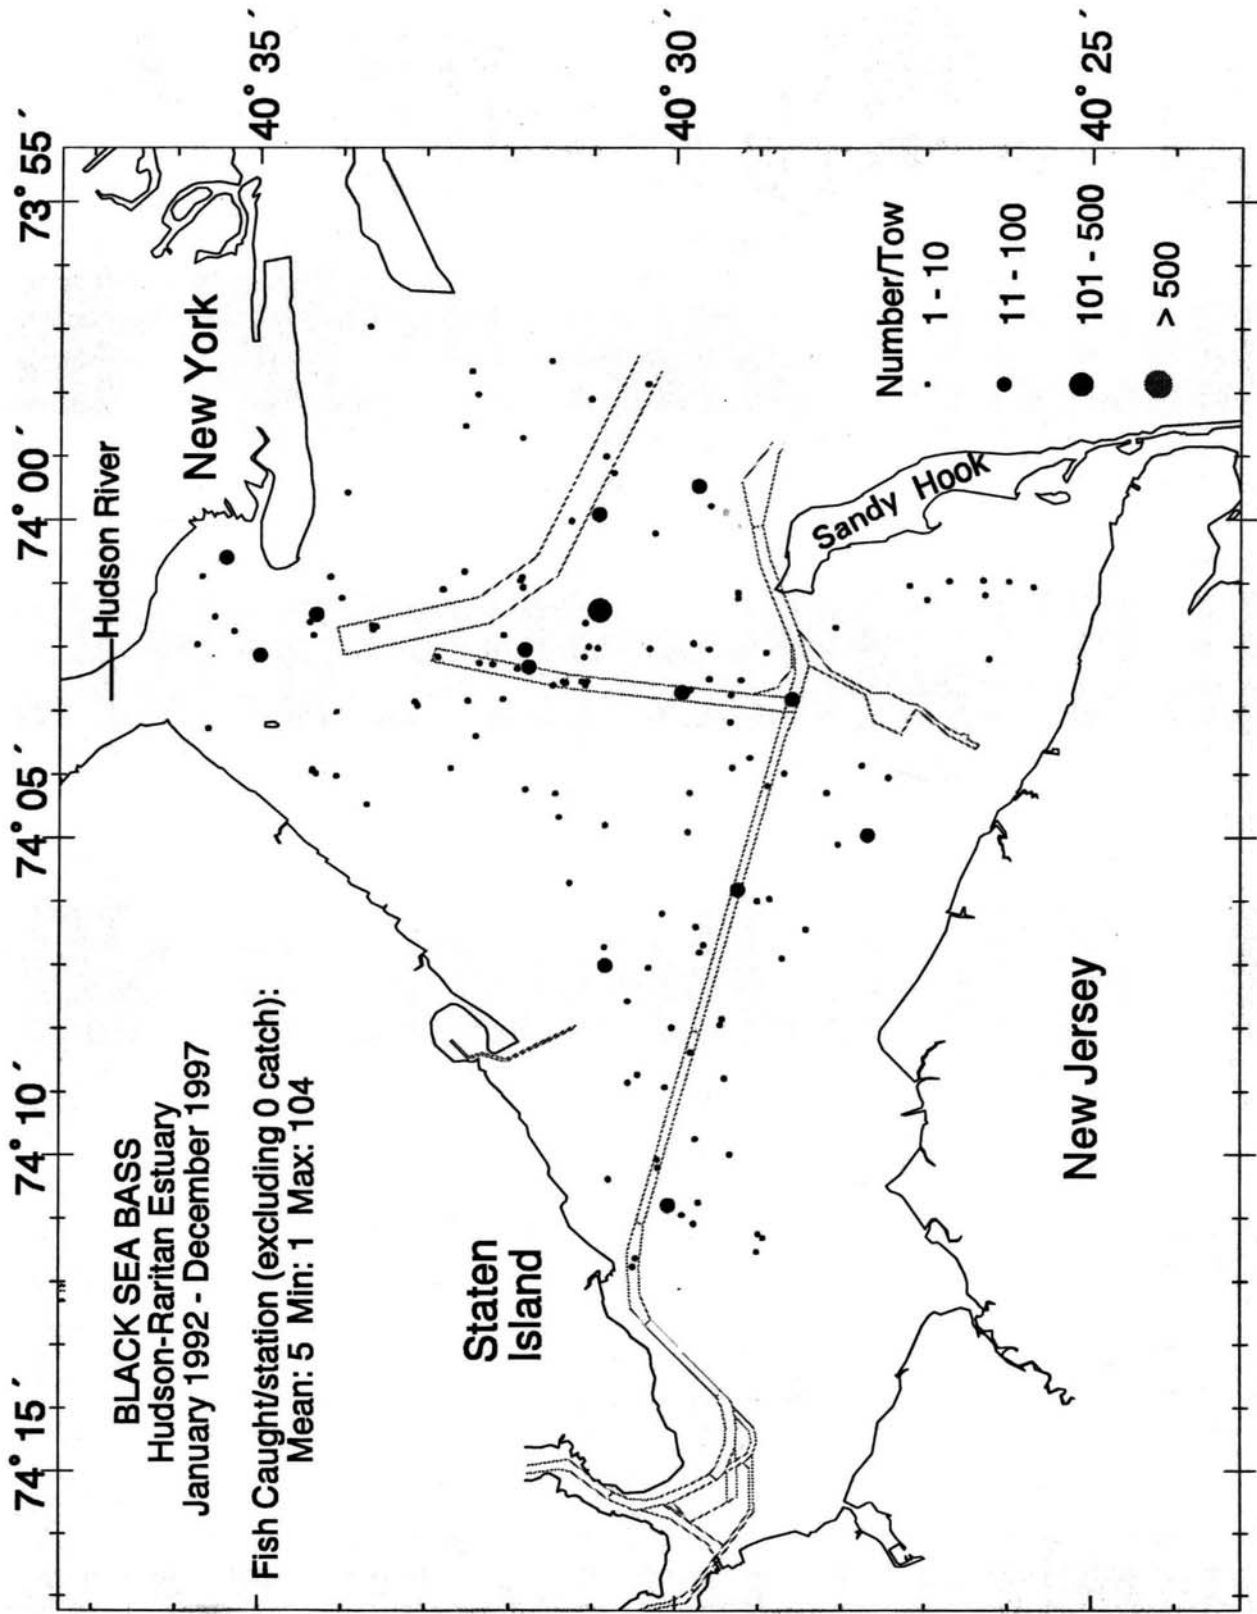 BLACK SEA BASS
Hudson-Raritan Estuary
January 1992 - December 1997
Fish Caught/station (excluding 0 catch):
Mean: 5 Min: 1 Max: 104
74° 15´
74° 10´
74° 05´
74° 00´
73° 55´
Hudson River
New York
40° 35´
Staten
Island
40° 30´
Sandy Hook
New Jersey
40° 25´
Number/Tow
1 - 10
11 - 100
101 - 500
> 500